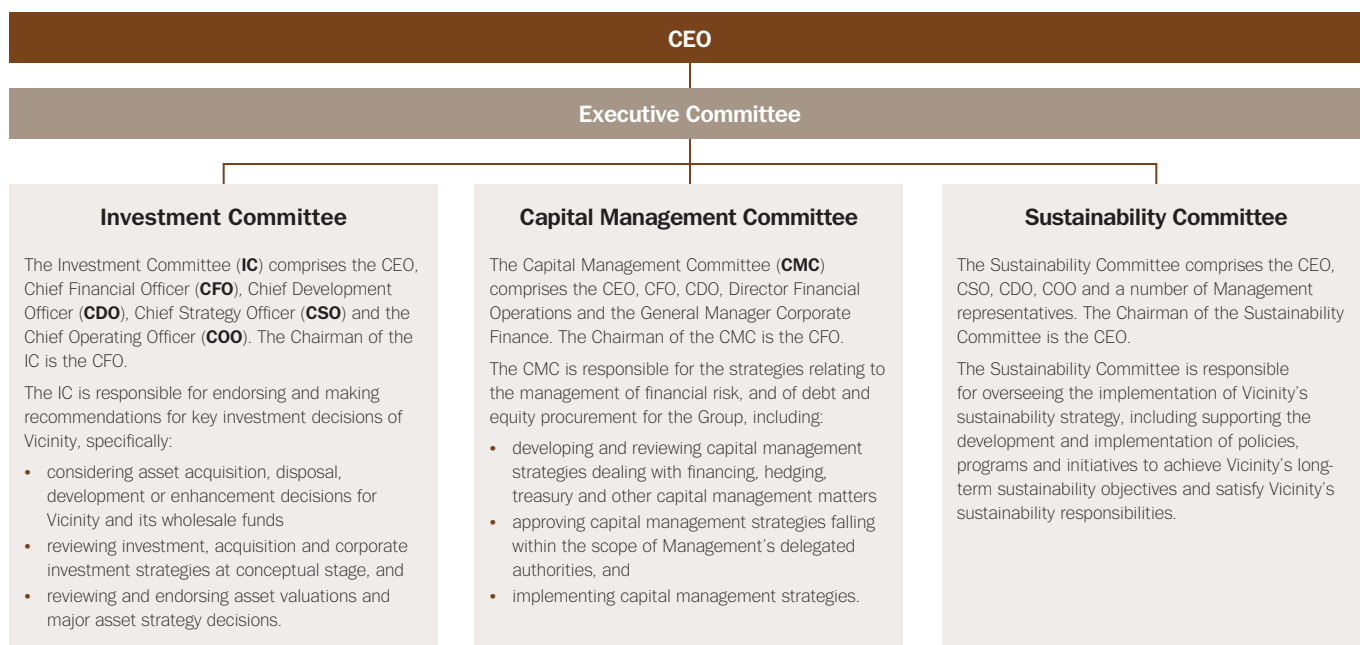 CEO
Executive Committee
Investment Committee
The Investment Committee (IC) comprises the CEO,
Chief Financial Officer (CFO), Chief Development
Officer (CDO), Chief Strategy Officer (CSO) and the
Chief Operating Officer (COO). The Chairman of the
IC is the CFO.
The IC is responsible for endorsing and making
recommendations for key investment decisions of
Vicinity, specifically:
• considering asset acquisition, disposal,
development or enhancement decisions for
Vicinity and its wholesale funds
• reviewing investment, acquisition and corporate
investment strategies at conceptual stage, and
• reviewing and endorsing asset valuations and
major asset strategy decisions.
Capital Management Committee
The Capital Management Committee (CMC)
comprises the CEO, CFO, CDO, Director Financial
Operations and the General Manager Corporate
Finance. The Chairman of the CMC is the CFO.
The CMC is responsible for the strategies relating to
the management of financial risk, and of debt and
equity procurement for the Group, including:
• developing and reviewing capital management
strategies dealing with financing, hedging,
treasury and other capital management matters
• approving capital management strategies falling
within the scope of Management's delegated
authorities, and
• implementing capital management strategies.
Sustainability Committee
The Sustainability Committee comprises the CEO,
CSO, CDO, COO and a number of Management
representatives. The Chairman of the Sustainability
Committee is the CEO.
The Sustainability Committee is responsible
for overseeing the implementation of Vicinity's
sustainability strategy, including supporting the
development and implementation of policies,
programs and initiatives to achieve Vicinity's long-
term sustainability objectives and satisfy Vicinity's
sustainability responsibilities.